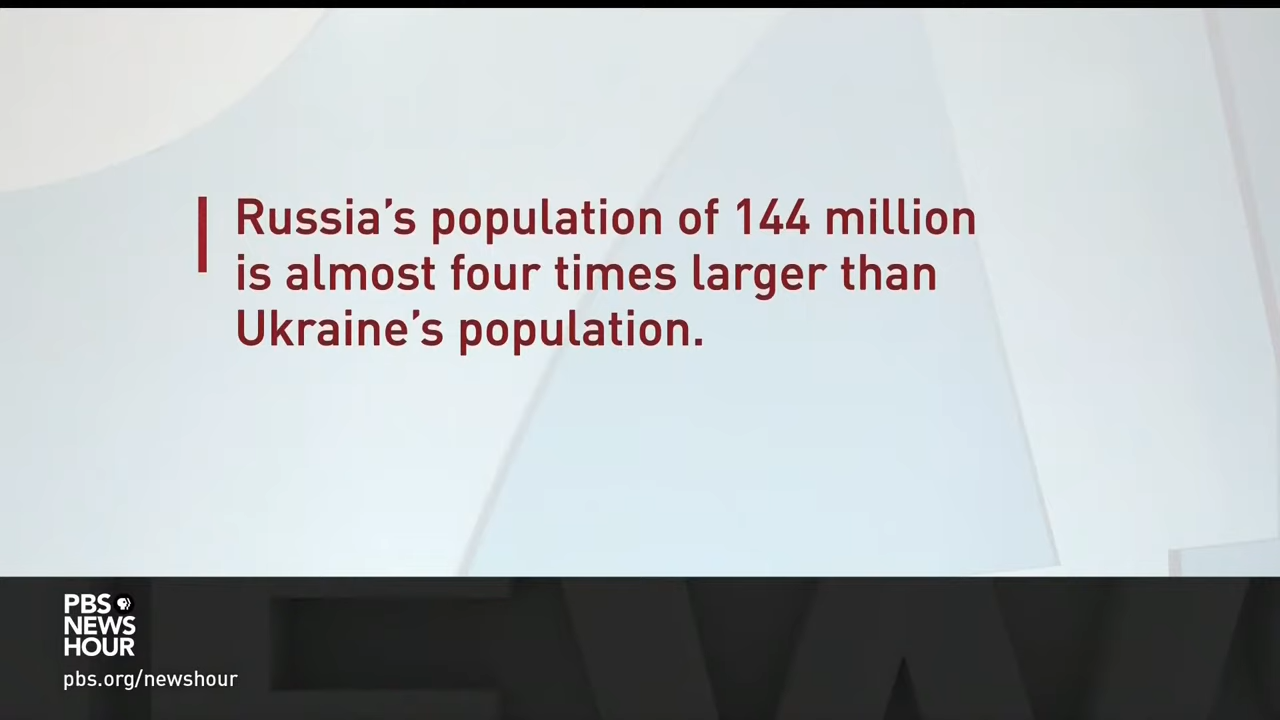 Russia’s population of 144 million
is almost four times larger than
Ukraine’s population.
PBS
NEWS
HOUR
pbs.org/newshour